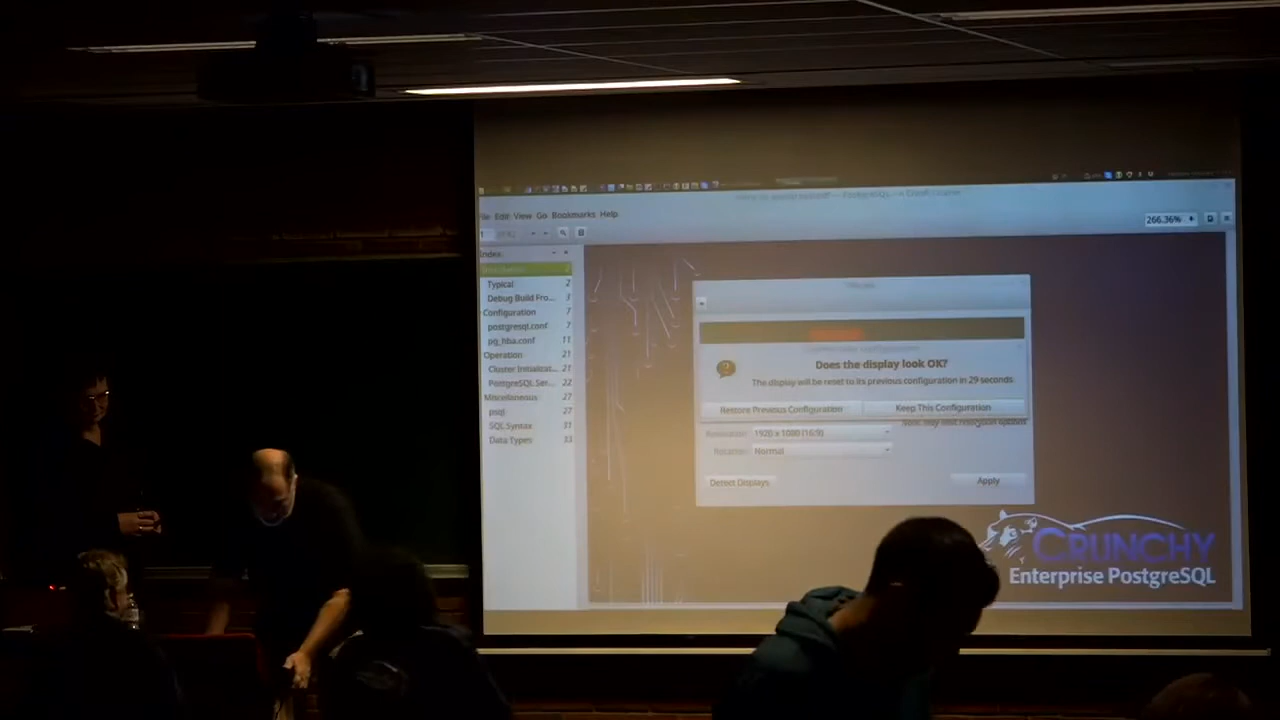 File Edit View Go Bookmarks Help
266.36%
1
Index
Typical 2
Debug Build Fro... 3
Configuration 7
postgresql.conf 7
pg_hba.conf 11
Operation 21
Cluster Initializat... 21
PostgreSQL Ser... 22
Miscellaneous 27
psql 27
SQL Syntax 31
Data Types 33
Does the display look OK?
The display will be reset to its previous configuration in 29 seconds
Restore Previous Configuration
Keep This Configuration
Resolution: 1920 x 1080 (16:9)
Rotation: Normal
Detect Displays
Apply
CRUNCHY
Enterprise PostgreSQL